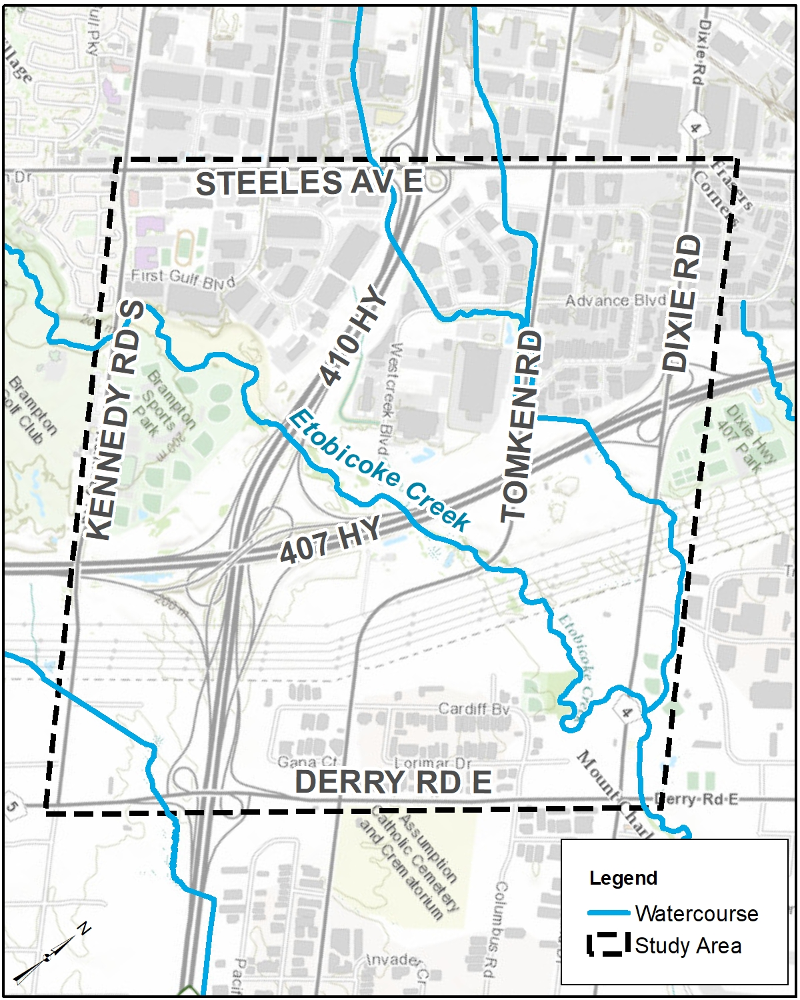 Dixie Rd
4
STEELES AV E
Frasers
Corners
First Gulf Blvd
KENNEDY RD S
410 HY
Advance Blvd
DIXIE RD
Westcreek Blvd
TOMKEN RD
Brampton
Golf Club
Brampton
Sports
Park
200 m
Etobicoke Creek
Dixie Hwy
407 Park
407 HY
200 m
Etobicoke Creek
Cardiff Bv
4
Gana Ct
Lorimar Dr
DERRY RD E
Derry Rd E
5
Assumption
Catholic Cemetery
and Crematorium
Columbus Rd
Invader Cr
N
Legend
Watercourse
Study Area